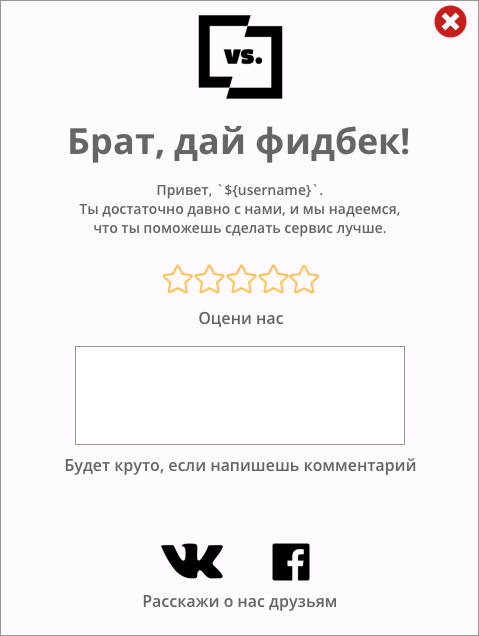 vs.
Брат, дай фидбек!
Привет, `${username}`.
Ты достаточно давно с нами, и мы надеемся,
что ты поможешь сделать сервис лучше.
Оцени нас
Будет круто, если напишешь комментарий
Расскажи о нас друзьям